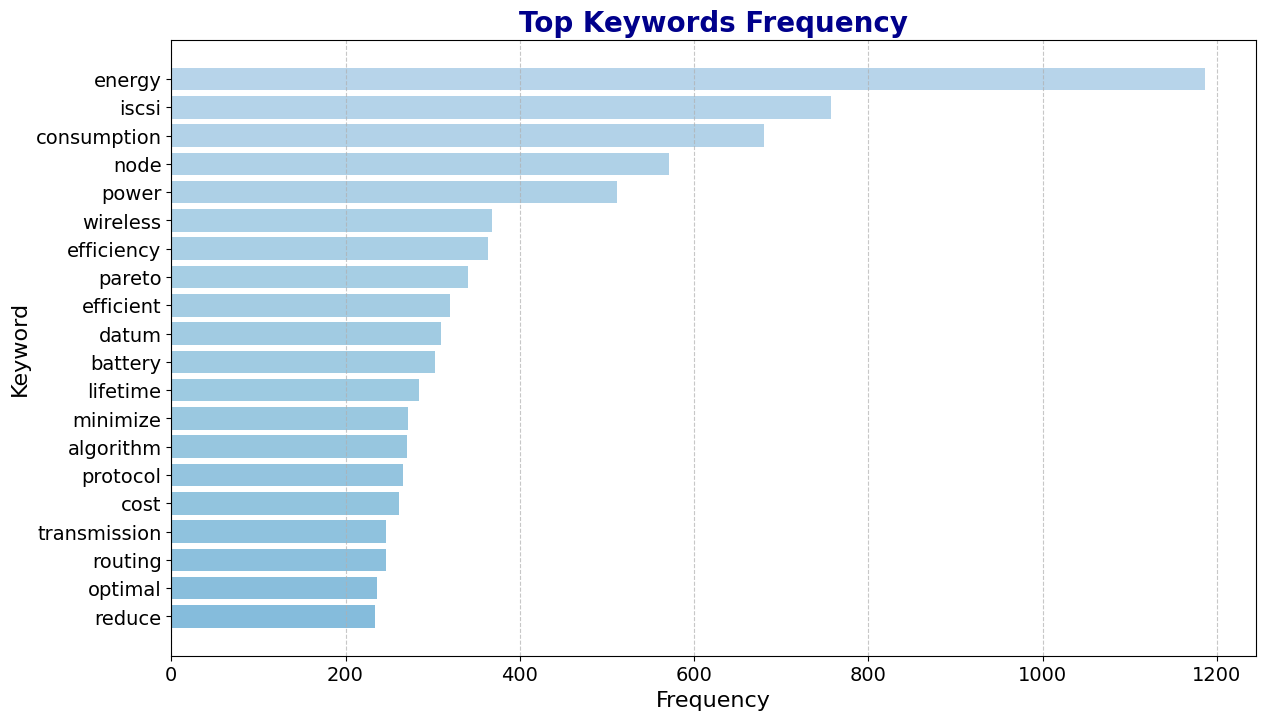 Top Keywords Frequency
Keyword
energy
iscsi
consumption
node
power
wireless
efficiency
pareto
efficient
datum
battery
lifetime
minimize
algorithm
protocol
cost
transmission
routing
optimal
reduce
0 200 400 600 800 1000 1200
Frequency